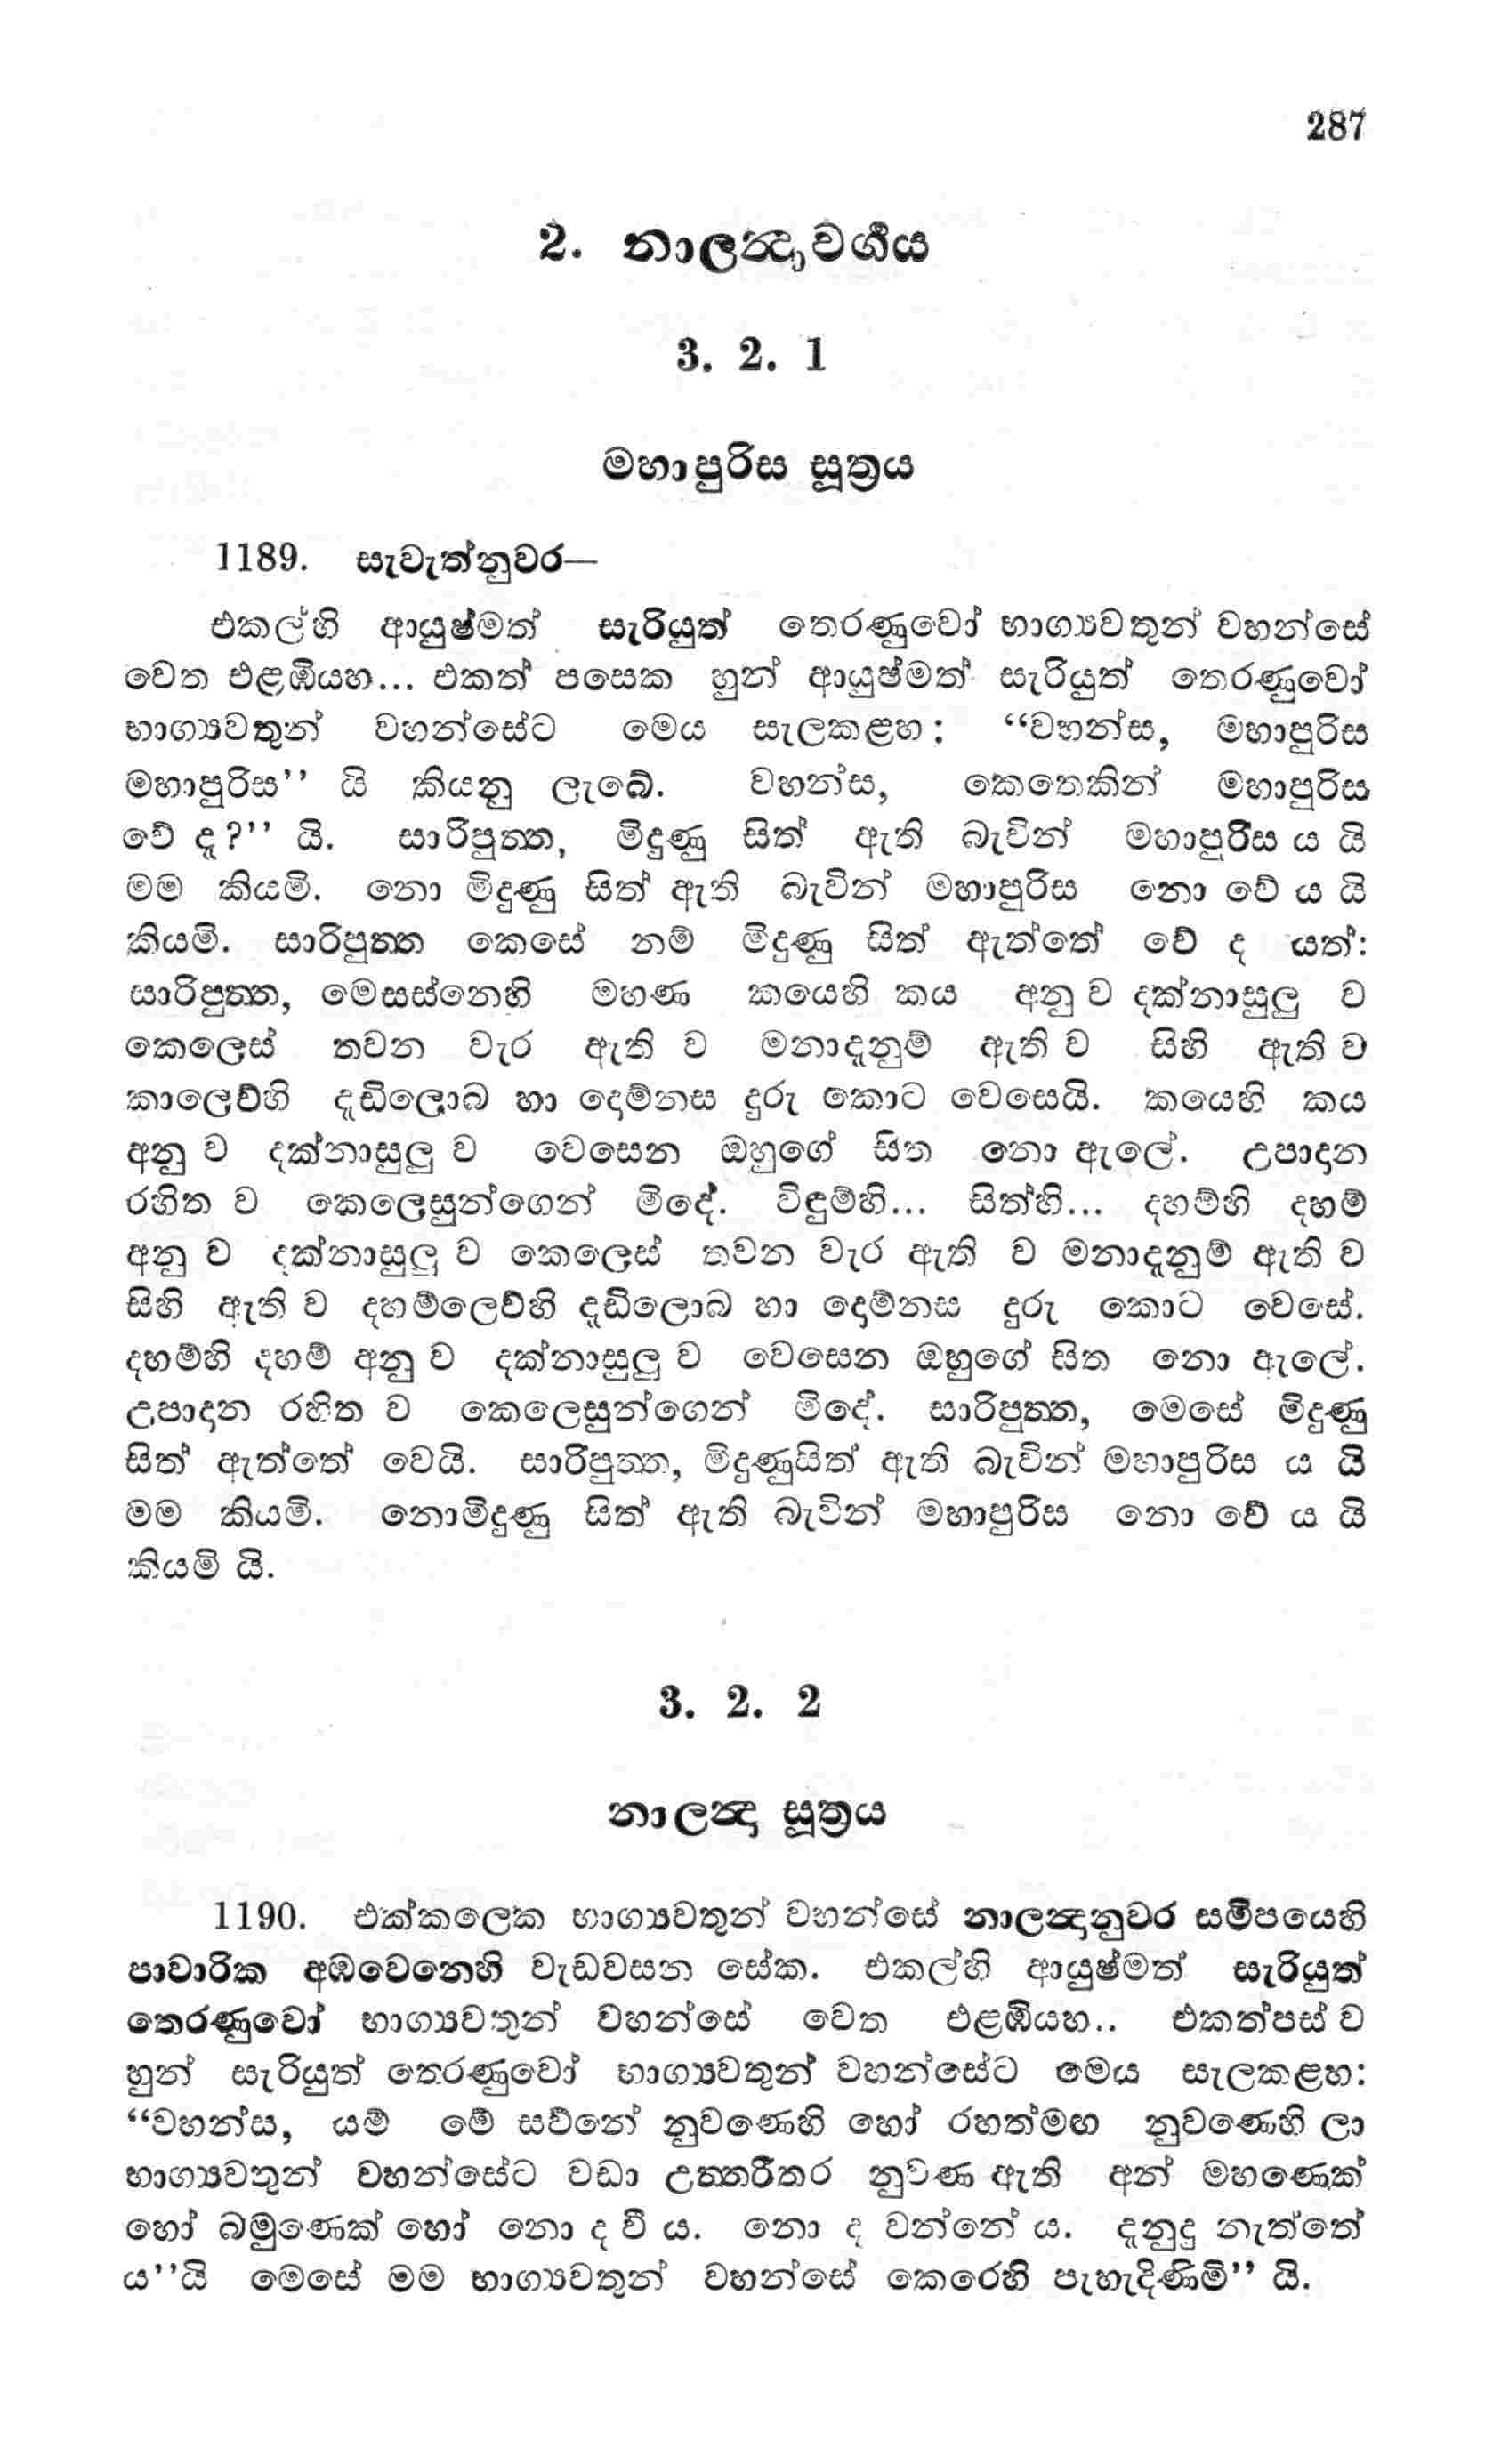 287
2. නාලන්‍දාවර්‍ගය
3. 2. 1
මහාපුරිස සූත්‍රය
1189. සැවැත්නුවර—
එකල්හි ආයුෂ්මත් සැරියුත් තෙරණුවෝ භාග්‍යවතුන් වහන්සේ
වෙත එළඹියහ... එකත් පසෙක හුන් ආයුෂ්මත් සැරියුත් තෙරණුවෝ
භාග්‍යවතුන් වහන්සේට මෙය සැලකළහ: “වහන්ස, මහාපුරිස
මහාපුරිස’’ යි කියනු ලැබේ. වහන්ස, කෙතෙකින් මහාපුරිස
වේ දැ?’’ යි. සාරිපුත්‍ත, මිදුණු සිත් ඇති බැවින් මහාපුරිස ය යි
මම කියමි. නො මිදුණු සිත් ඇති බැවින් මහාපුරිස නො වේ ය යි
කියමි. සාරිපුත්‍ත කෙසේ නම් මිදුණු සිත් ඇත්තේ වේ ද යත්:
සාරිපුත්‍ත, මෙසස්නෙහි මහණ කයෙහි කය අනු ව දක්නාසුලු ව
කෙලෙස් තවන වැර ඇති ව මනාදැනුම් ඇති ව සිහි ඇති ව
කාලෙව්හි දැඩිලොබ හා දොම්නස දුරු කොට වෙසෙයි. කයෙහි කය
අනු ව දක්නාසුලු ව වෙසෙන ඔහුගේ සිත නො ඇලේ. උපාදාන
රහිත ව කෙලෙසුන්ගෙන් මිදේ. විඳුම්හි... සිත්හි... දහම්හි දහම්
අනු ව දක්නාසුලු ව කෙලෙස් තවන වැර ඇති ව මනාදැනුම් ඇති ව
සිහි ඇති ව දහම්ලෙව්හි දැඩිලොබ හා දොම්නස දුරු කොට වෙසේ.
දහම්හි දහම් අනු ව දක්නාසුලු ව වෙසෙන ඔහුගේ සිත නො ඇලේ.
උපාදාන රහිත ව කෙලෙසුන්ගෙන් මිදේ. සාරිපුත්‍ත, මෙසේ මිදුණු
සිත් ඇත්තේ වෙයි. සාරිපුත්‍ත, මිදුණුසිත් ඇති බැවින් මහාපුරිස ය යි
මම කියමි. නොමිදුණු සිත් ඇති බැවින් මහාපුරිස නො වේ ය යි
කියමි යි.
3. 2. 2
නාලන්‍දා සූත්‍රය
1190. එක්කලෙක භාග්‍යවතුන් වහන්සේ නාලන්‍දානුවර සමීපයෙහි
පාවාරික අඹවෙනෙහි වැඩවසන සේක. එකල්හි ආයුෂ්මත් සැරියුත්
තෙරණුවෝ භාග්‍යවතුන් වහන්සේ වෙත එළඹියහ.. එකත්පස් ව
හුන් සැරියුත් තෙරණුවෝ භාග්‍යවතුන් වහන්සේට මෙය සැලකළහ:
“වහන්ස, යම් මේ සව්නේ නුවණෙහි හෝ රහත්මඟ නුවණෙහි ලා
භාග්‍යවතුන් වහන්සේට වඩා උත්‍තරීතර නුවණ ඇති අන් මහණෙක්
හෝ බමුණෙක් හෝ නො ද වී ය. නො ද වන්නේ ය. දැනුදු නැත්තේ
ය’’යි මෙසේ මම භාග්‍යවතුන් වහන්සේ කෙරෙහි පැහැදිණිමි’’ යි.